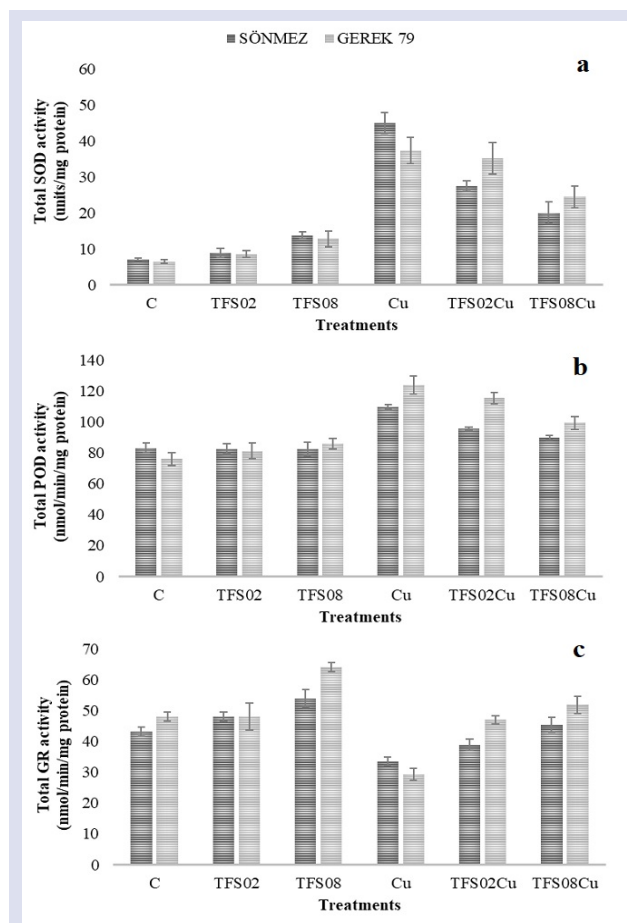 SÖNMEZ GEREK 79
a
60
50
40
30
20
10
0
Total SOD activity
(units/mg protein)
C TFS02 TFS08 Cu TFS02Cu TFS08Cu
Treatments
b
140
120
100
80
60
40
20
0
Total POD activity
(nmol/min/mg protein)
C TFS02 TFS08 Cu TFS02Cu TFS08Cu
Treatments
c
70
60
50
40
30
20
10
0
Total GR activity
(nmol/min/mg protein)
C TFS02 TFS08 Cu TFS02Cu TFS08Cu
Treatments